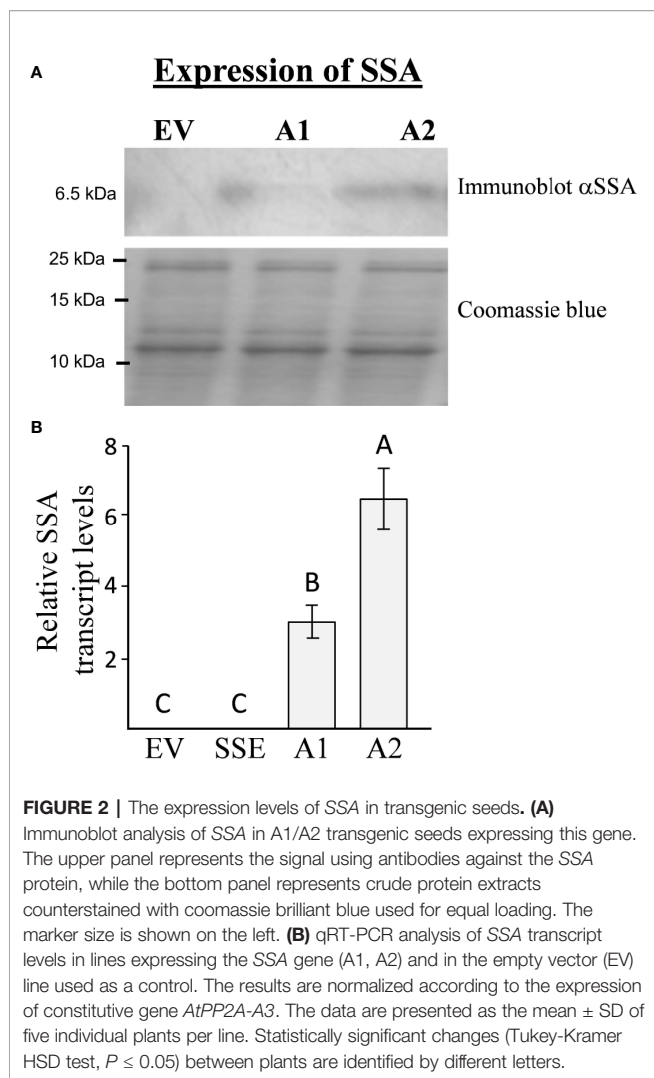 A
Expression of SSA
EV A1 A2
6.5 kDa
Immunoblot αSSA
25 kDa
15 kDa
Coomassie blue
10 kDa
B
8
6
4
2
Relative SSA
transcript levels
C C B A
EV SSE A1 A2
FIGURE 2 | The expression levels of SSA in transgenic seeds. (A)
Immunoblot analysis of SSA in A1/A2 transgenic seeds expressing this gene.
The upper panel represents the signal using antibodies against the SSA
protein, while the bottom panel represents crude protein extracts
counterstained with coomassie brilliant blue used for equal loading. The
marker size is shown on the left. (B) qRT-PCR analysis of SSA transcript
levels in lines expressing the SSA gene (A1, A2) and in the empty vector (EV)
line used as a control. The results are normalized according to the expression
of constitutive gene AtPP2A-A3. The data are presented as the mean ± SD of
five individual plants per line. Statistically significant changes (Tukey-Kramer
HSD test, P ≤ 0.05) between plants are identified by different letters.